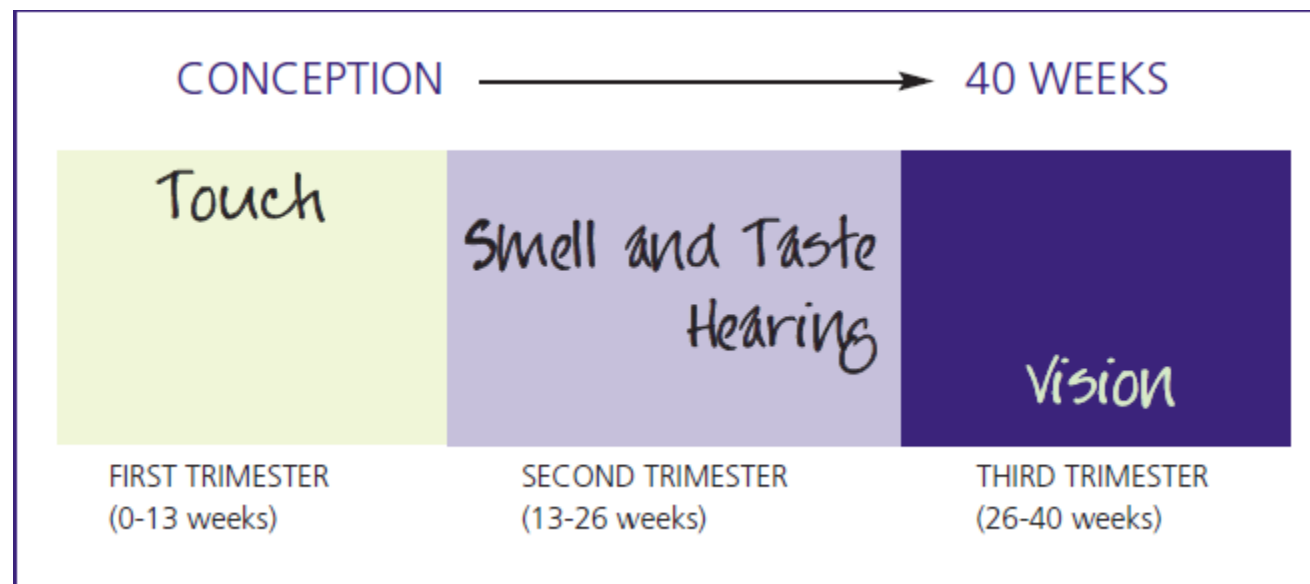 CONCEPTION 40 WEEKS
Touch
Smell and Taste
Hearing
Vision
FIRST TRIMESTER
(0-13 weeks)
SECOND TRIMESTER
(13-26 weeks)
THIRD TRIMESTER
(26-40 weeks)